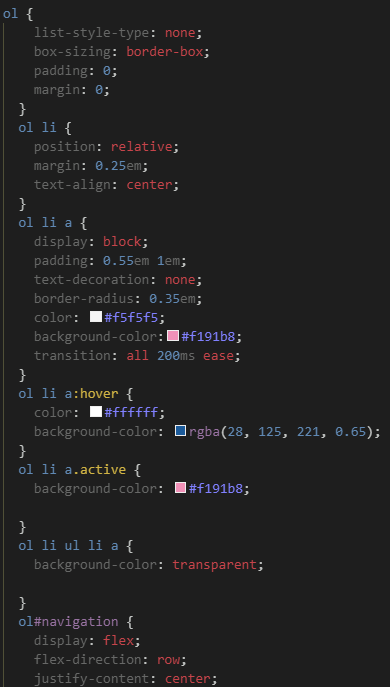 ol {
list-style-type: none;
box-sizing: border-box;
padding: 0;
margin: 0;
}
ol li {
position: relative;
margin: 0.25em;
text-align: center;
}
ol li a {
display: block;
padding: 0.55em 1em;
text-decoration: none;
border-radius: 0.35em;
color: #f5f5f5;
background-color:#f191b8;
transition: all 200ms ease;
}
ol li a:hover {
color: #ffffff;
background-color: rgba(28, 125, 221, 0.65);
}
ol li a.active {
background-color: #f191b8;
}
ol li ul li a {
background-color: transparent;
}
ol#navigation {
display: flex;
flex-direction: row;
justify-content: center;